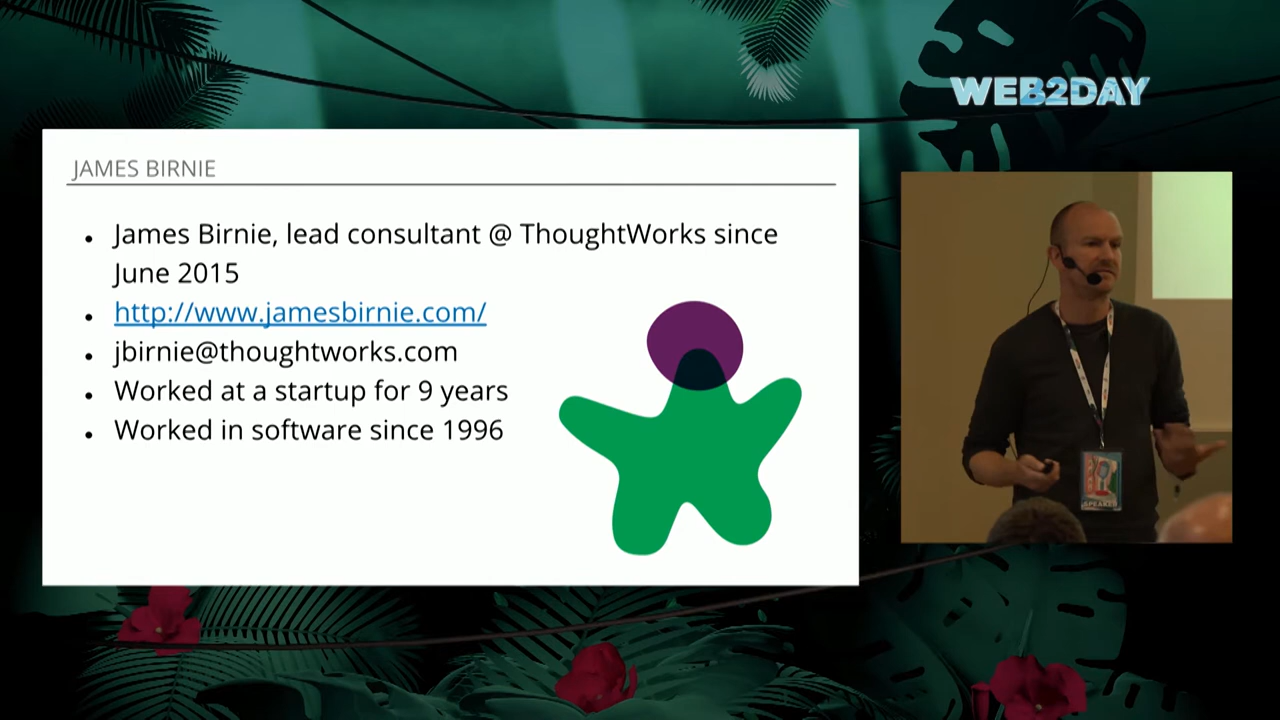 WEB2DAY
JAMES BIRNIE
James Birnie, lead consultant @ ThoughtWorks since
June 2015
http://www.jamesbirnie.com/
jbirnie@thoughtworks.com
Worked at a startup for 9 years
Worked in software since 1996
SPEAKER